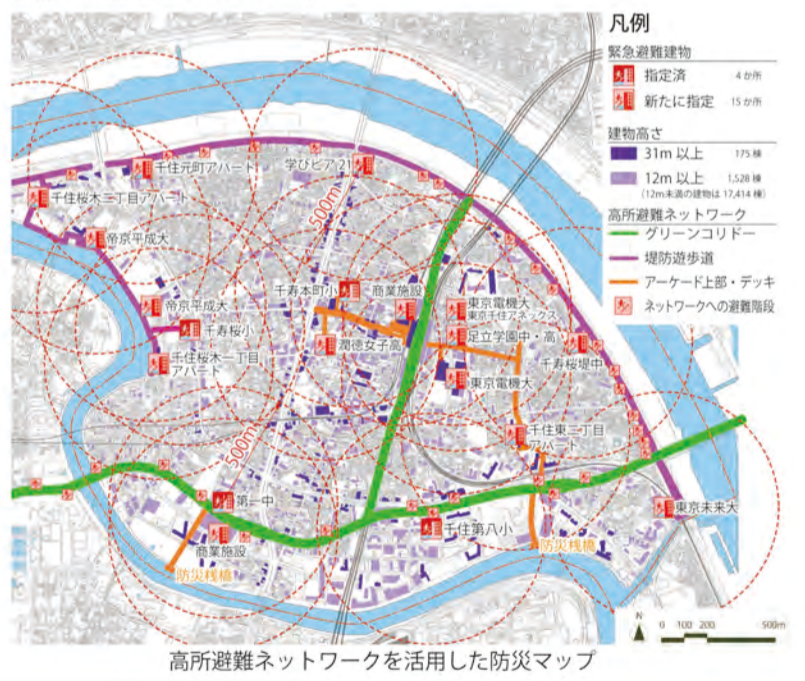 凡例
緊急避難建物
指定済 4か所
新たに指定 15か所
建物高さ
31m 以上 175 棟
12m 以上 1,528 棟
(12m未満の建物は 17,414 棟)
高所避難ネットワーク
グリーンコリドー
堤防遊歩道
アーケード上部・デッキ
ネットワークへの避難階段
千住元町アパート
学びピア 21
千住桜木二丁目アパート
帝京平成大
500m
千寿本町小
商業施設
東京電機大
東京千住アネックス
帝京平成大
千寿桜小
潤徳女子高
足立学園中・高
千寿桜堤中
千住桜木一丁目
アパート
東京電機大
千住東二丁目
アパート
500m
第一中
千住第八小
東京未来大
商業施設
防災桟橋
防災桟橋
N
0 100 200 500m
高所避難ネットワークを活用した防災マップ